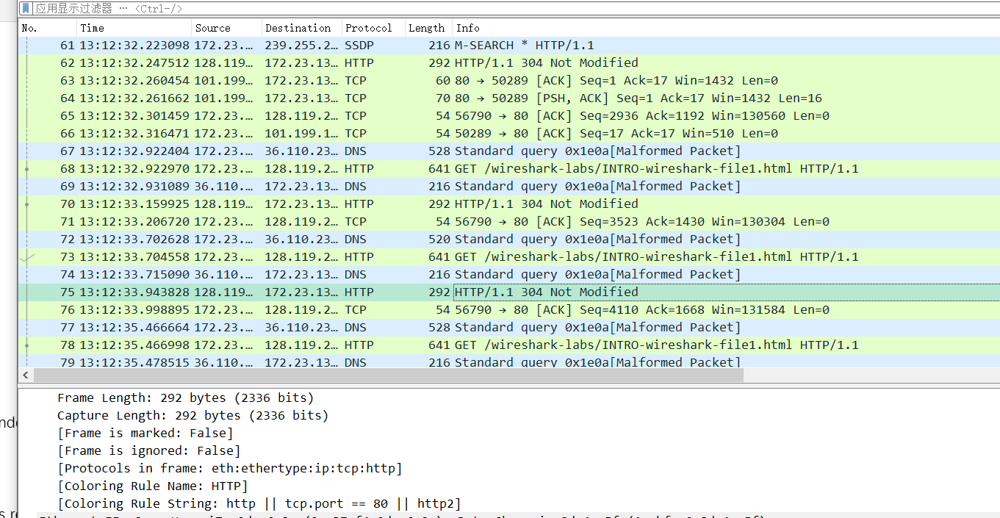 应用显示过滤器 … <Ctrl-/>
No. Time Source Destination Protocol Length Info
61 13:12:32.223098 172.23.… 239.255.2… SSDP 216 M-SEARCH * HTTP/1.1
62 13:12:32.247512 128.119… 172.23.13… HTTP 292 HTTP/1.1 304 Not Modified
63 13:12:32.260454 101.199… 172.23.13… TCP 60 80 → 50289 [ACK] Seq=1 Ack=17 Win=1432 Len=0
64 13:12:32.261662 101.199… 172.23.13… TCP 70 80 → 50289 [PSH, ACK] Seq=1 Ack=17 Win=1432 Len=16
65 13:12:32.301459 172.23.… 128.119.2… TCP 54 56790 → 80 [ACK] Seq=2936 Ack=1192 Win=130560 Len=0
66 13:12:32.316471 172.23.… 101.199.1… TCP 54 50289 → 80 [ACK] Seq=17 Ack=17 Win=510 Len=0
67 13:12:32.922404 172.23.… 36.110.23… DNS 528 Standard query 0x1e0a[Malformed Packet]
68 13:12:32.922970 172.23.… 128.119.2… HTTP 641 GET /wireshark-labs/INTRO-wireshark-file1.html HTTP/1.1
69 13:12:32.931089 36.110.… 172.23.13… DNS 216 Standard query 0x1e0a[Malformed Packet]
70 13:12:33.159925 128.119… 172.23.13… HTTP 292 HTTP/1.1 304 Not Modified
71 13:12:33.206720 172.23.… 128.119.2… TCP 54 56790 → 80 [ACK] Seq=3523 Ack=1430 Win=130304 Len=0
72 13:12:33.702628 172.23.… 36.110.23… DNS 520 Standard query 0x1e0a[Malformed Packet]
73 13:12:33.704558 172.23.… 128.119.2… HTTP 641 GET /wireshark-labs/INTRO-wireshark-file1.html HTTP/1.1
74 13:12:33.715090 36.110.… 172.23.13… DNS 216 Standard query 0x1e0a[Malformed Packet]
75 13:12:33.943828 128.119… 172.23.13… HTTP 292 HTTP/1.1 304 Not Modified
76 13:12:33.998895 172.23.… 128.119.2… TCP 54 56790 → 80 [ACK] Seq=4110 Ack=1668 Win=131584 Len=0
77 13:12:35.466664 172.23.… 36.110.23… DNS 528 Standard query 0x1e0a[Malformed Packet]
78 13:12:35.466998 172.23.… 128.119.2… HTTP 641 GET /wireshark-labs/INTRO-wireshark-file1.html HTTP/1.1
79 13:12:35.478515 36.110.… 172.23.13… DNS 216 Standard query 0x1e0a[Malformed Packet]
Frame Length: 292 bytes (2336 bits)
Capture Length: 292 bytes (2336 bits)
[Frame is marked: False]
[Frame is ignored: False]
[Protocols in frame: eth:ethertype:ip:tcp:http]
[Coloring Rule Name: HTTP]
[Coloring Rule String: http || tcp.port == 80 || http2]